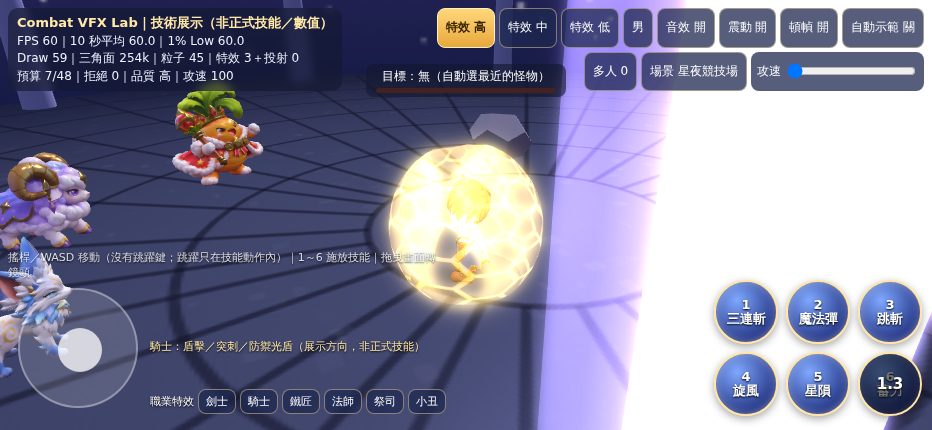 Combat VFX Lab｜技術展示（非正式技能／數值）
FPS 60｜10 秒平均 60.0｜1% Low 60.0
Draw 59｜三角面 254k｜粒子 45｜特效 3＋投射 0
預算 7/48｜拒絕 0｜品質 高｜攻速 100
特效 高
特效 中
特效 低
男
音效 開
震動 開
頓幀 開
自動示範 關
多人 0
場景 星夜競技場
攻速
目標：無（自動選最近的怪物）
搖桿／WASD 移動（沒有跳躍鍵；跳躍只在技能動作內）｜1～6 施放技能｜拖曳畫面轉
鏡頭
騎士：盾擊／突刺／防禦光盾（展示方向，非正式技能）
職業特效
劍士
騎士
鐵匠
法師
祭司
小丑
1
三連斬
2
魔法彈
3
跳斬
4
旋風
5
星隕
1.3